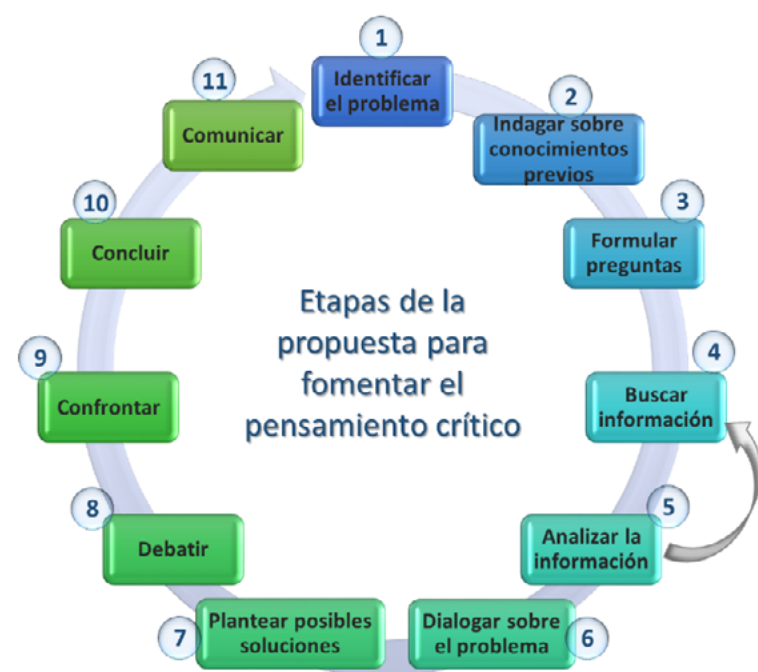 1
Identificar
el problema
2
Indagar sobre
conocimientos
previos
3
Formular
preguntas
4
Buscar
información
5
Analizar la
información
6
Dialogar sobre
el problema
7
Plantear posibles
soluciones
8
Debatir
9
Confrontar
10
Concluir
11
Comunicar
Etapas de la
propuesta para
fomentar el
pensamiento crítico